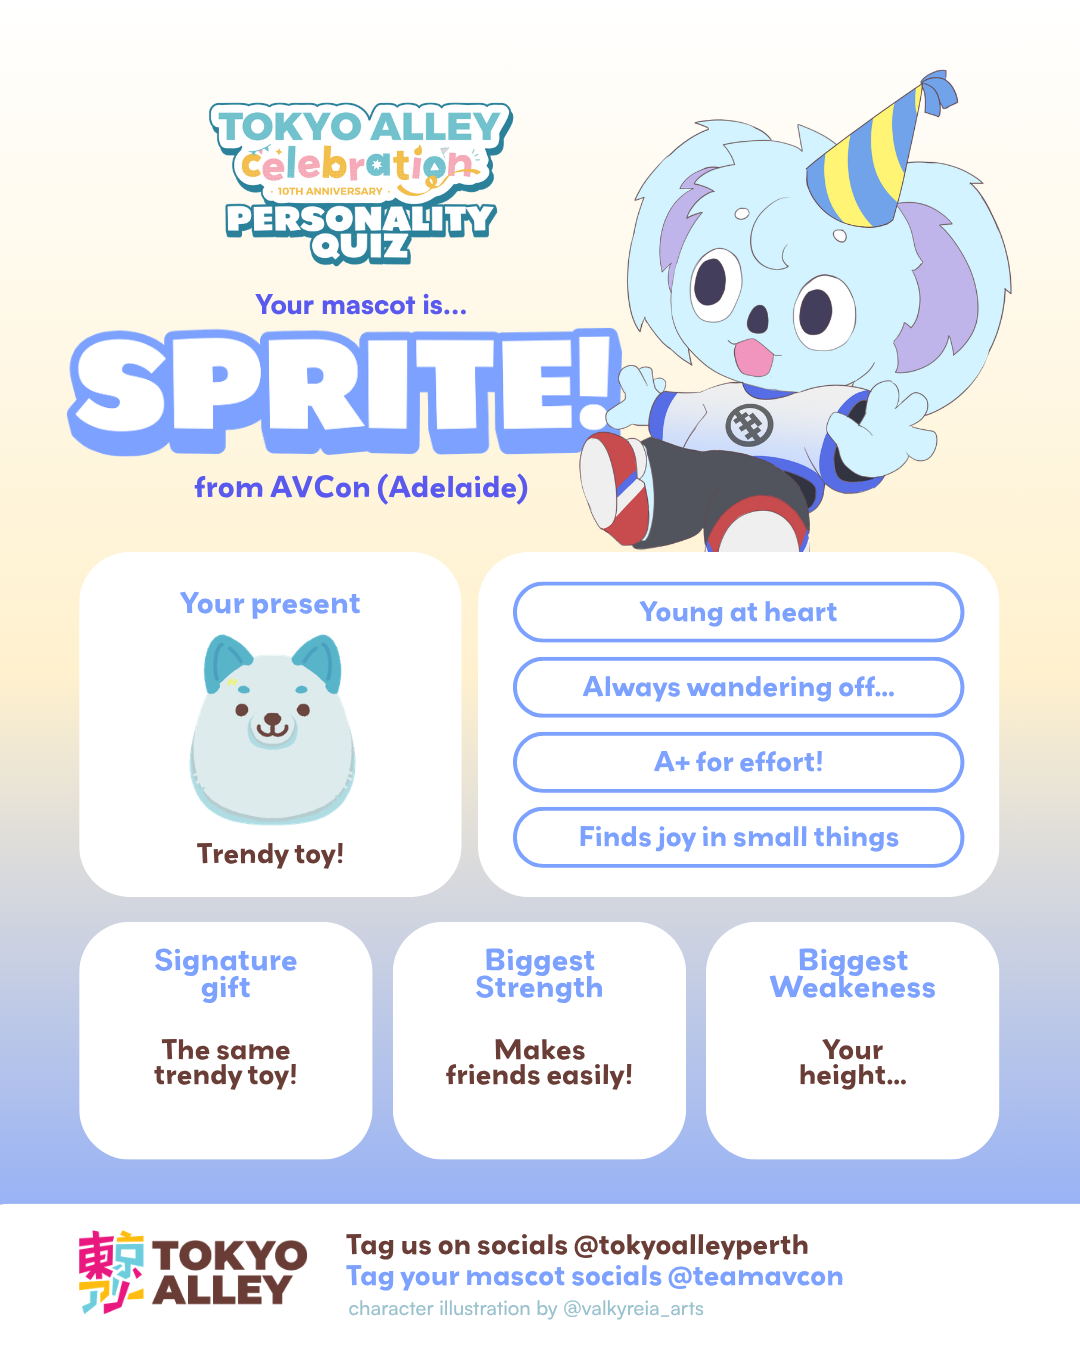 TOKYO ALLEY
celebration
· 10TH ANNIVERSARY ·
PERSONALITY
QUIZ
Your mascot is...
SPRITE!
from AVCon (Adelaide)
Your present
Trendy toy!
Young at heart
Always wandering off...
A+ for effort!
Finds joy in small things
Signature
gift
The same
trendy toy!
Biggest
Strength
Makes
friends easily!
Biggest
Weakeness
Your
height...
東京
アリー
TOKYO
ALLEY
Tag us on socials @tokyoalleyperth
Tag your mascot socials @teamavcon
character illustration by @valkyreia_arts